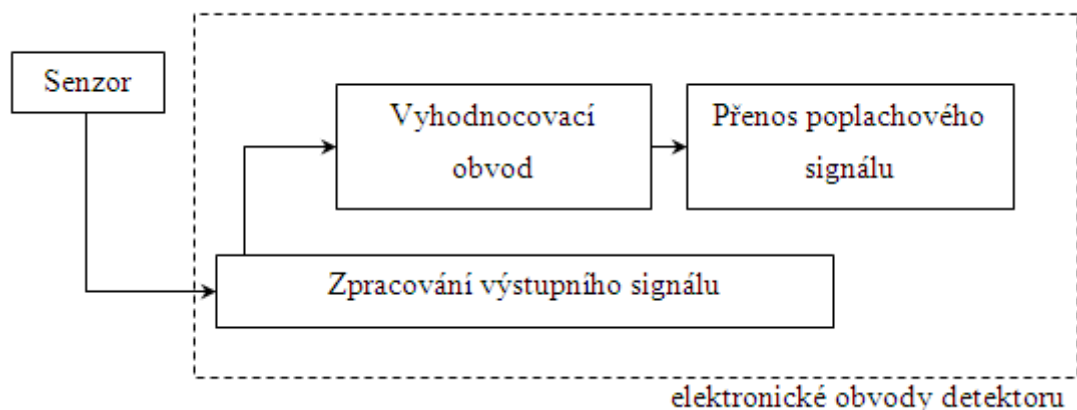 Senzor
Vyhodnocovací
obvod
Přenos poplachového
signálu
Zpracování výstupního signálu
elektronické obvody detektoru